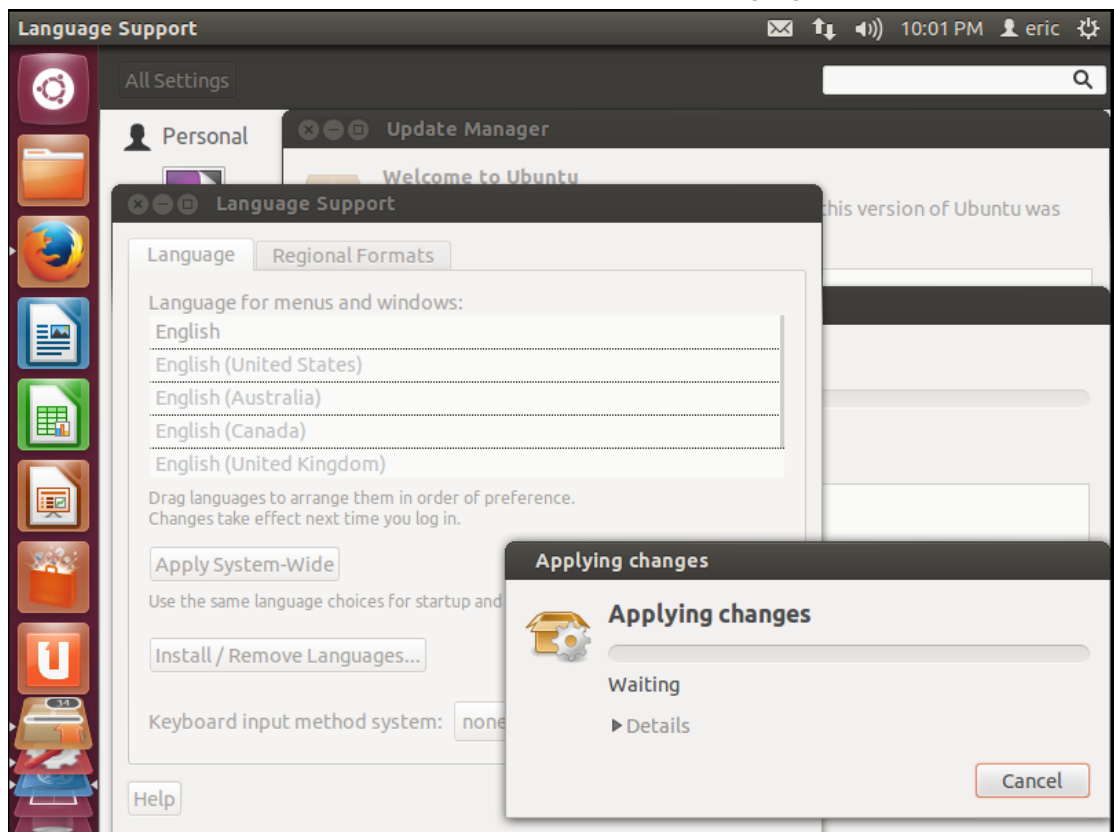 Language Support
10:01 PM
eric
All Settings
Personal
Update Manager
Welcome to Ubuntu
this version of Ubuntu was
Language Support
Language
Regional Formats
Language for menus and windows:
English
English (United States)
English (Australia)
English (Canada)
English (United Kingdom)
Drag languages to arrange them in order of preference.
Changes take effect next time you log in.
Apply System-Wide
Use the same language choices for startup and
Install / Remove Languages...
Keyboard input method system:
none
Help
Applying changes
Applying changes
Waiting
Details
Cancel
34